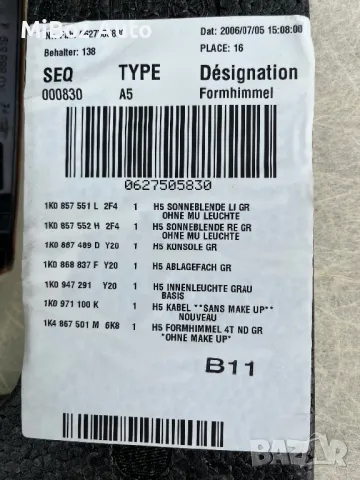 Dat: 2006/07/05 15:08:00
Behalter: 138 PLACE: 16
SEQ TYPE Désignation
000830 A5 Formhimmel
0627505830
1K0 857 551 L 2F4 1 H5 SONNEBLENDE LI GR
OHNE MU LEUCHTE
1K0 857 552 H 2F4 1 H5 SONNEBLENDE RE GR
OHNE MU LEUCHTE
1K0 867 489 D Y20 1 H5 KONSOLE GR
1K0 868 837 F Y20 1 H5 ABLAGEFACH GR
1K0 947 291 Y20 1 H5 INNENLEUCHTE GRAU
BASIS
1K0 971 100 K 1 H5 KABEL **SANS MAKE UP**
NOUVEAU
1K4 867 501 M 6K8 1 H5 FORMHIMMEL 4T ND GR
*OHNE MAKE UP*
B11
BAZAR